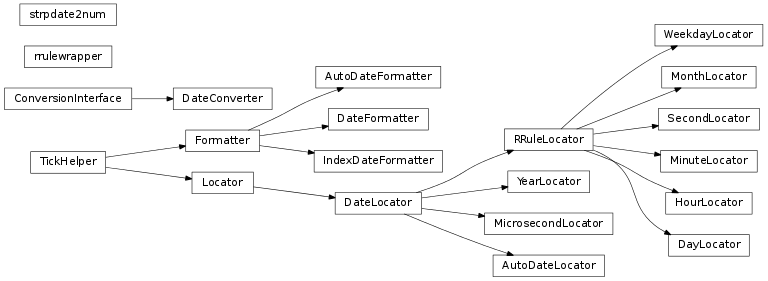 strpdate2num
rrulewrapper
ConversionInterface
DateConverter
TickHelper
Formatter
Locator
AutoDateFormatter
DateFormatter
IndexDateFormatter
DateLocator
RRuleLocator
YearLocator
MicrosecondLocator
AutoDateLocator
WeekdayLocator
MonthLocator
SecondLocator
MinuteLocator
HourLocator
DayLocator